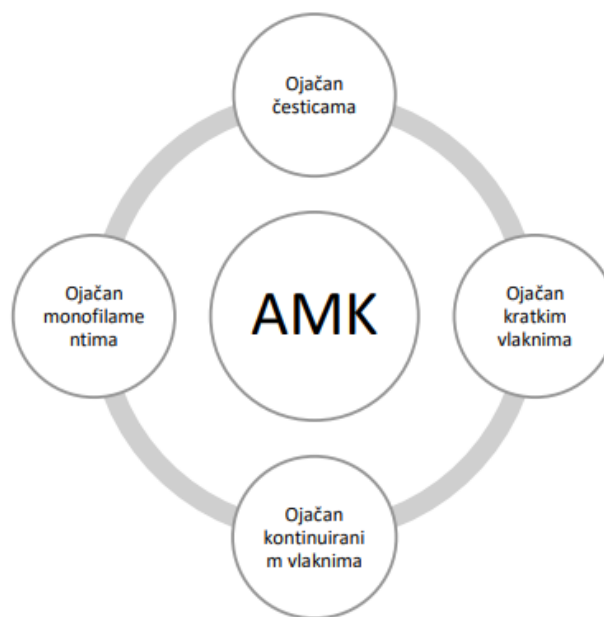 Ojačan
česticama
Ojačan
monofilame
ntima
AMK
Ojačan
kratkim
vlaknima
Ojačan
kontinuirani
m vlaknima